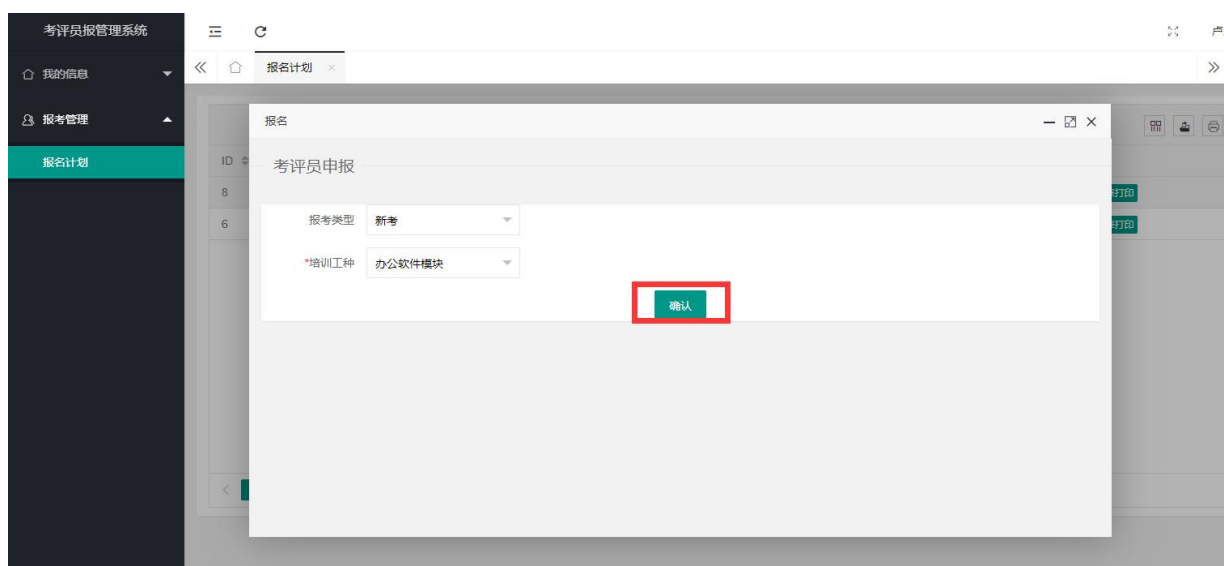 考评员报管理系统
卢
我的信息
报名计划
报考管理
报名
报名计划
ID
考评员申报
8
打印
报考类型 新考
6
打印
*培训工种 办公软件模块
确认